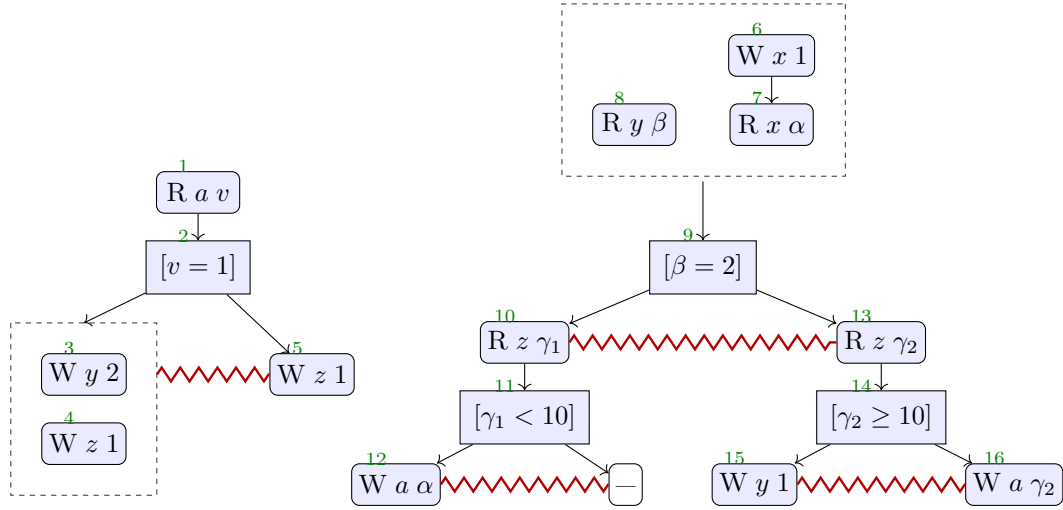 1
R a v
2
[v = 1]
3
W y 2
4
W z 1
5
W z 1
6
W x 1
7
R x α
8
R y β
9
[β = 2]
10
R z γ₁
11
[γ₁ < 10]
12
W a α
—
13
R z γ₂
14
[γ₂ ≥ 10]
15
W y 1
16
W a γ₂